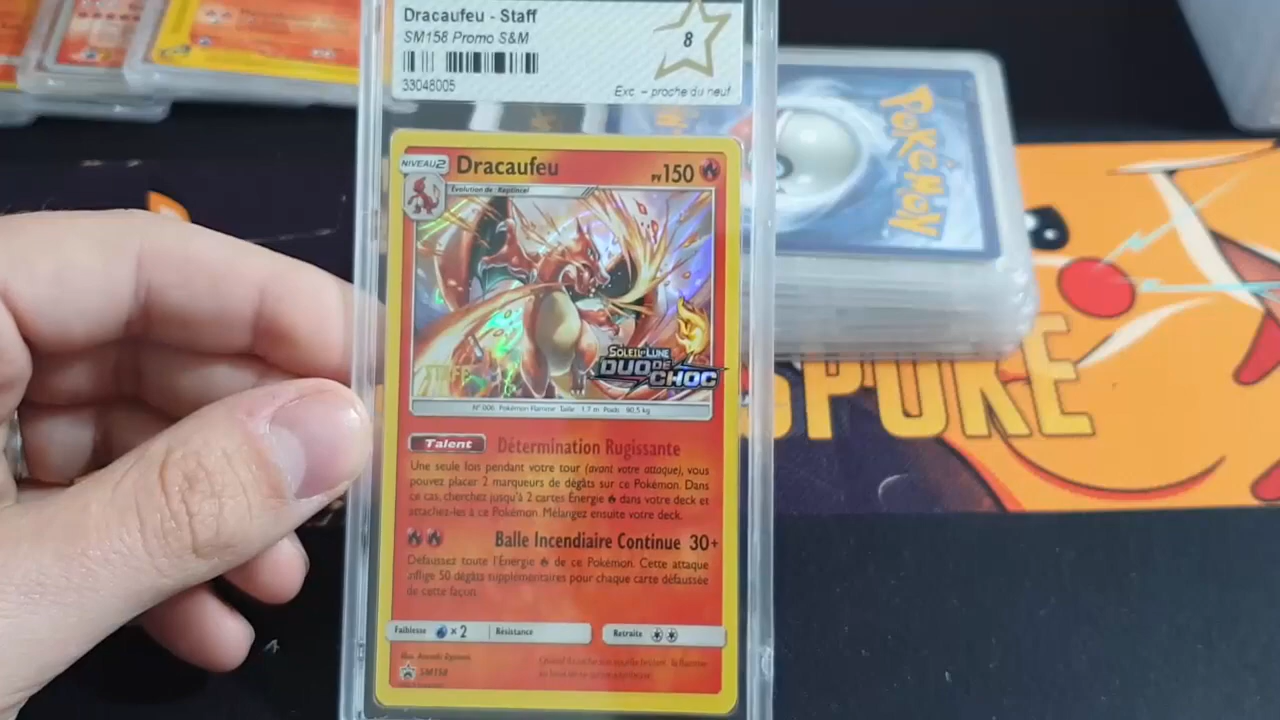 Dracaufeu - Staff
SM158 Promo S&M
8
33048005
Exc - proche du neuf
NIVEAU2 Dracaufeu PV150
Évolution de : Reptincel
STAFF
SOLEIL ET LUNE
DUO DE CHOC
N° 006 Pokémon Flamme Taille : 1,7 m Poids : 90,5 kg
Talent Détermination Rugissante
Une seule fois pendant votre tour (avant votre attaque), vous
pouvez placer 2 marqueurs de dégâts sur ce Pokémon. Dans
ce cas, cherchez jusqu'à 2 cartes Énergie dans votre deck et
attachez-les à ce Pokémon. Mélangez ensuite votre deck.
Balle Incendiaire Continue 30+
Défaussez toute l'Énergie de ce Pokémon. Cette attaque
inflige 50 dégâts supplémentaires pour chaque carte défaussée
de cette façon.
Faiblesse ×2 Résistance Retraite
SM158
POKÉMON
SPOKE